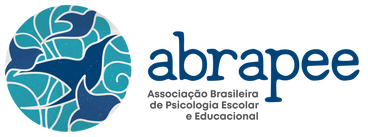 abrapee
Associação Brasileira
de Psicologia Escolar
e Educacional